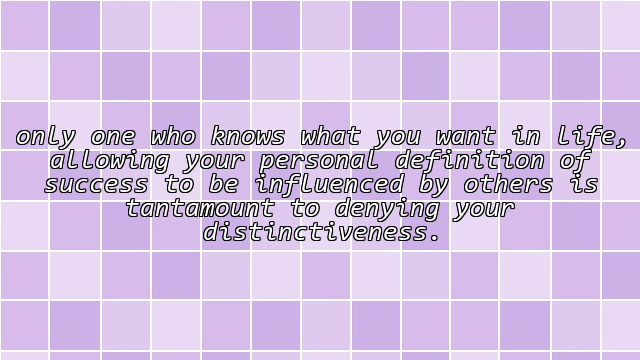 only one who knows what you want in life,
allowing your personal definition of
success to be influenced by others is
tantamount to denying your
distinctiveness.